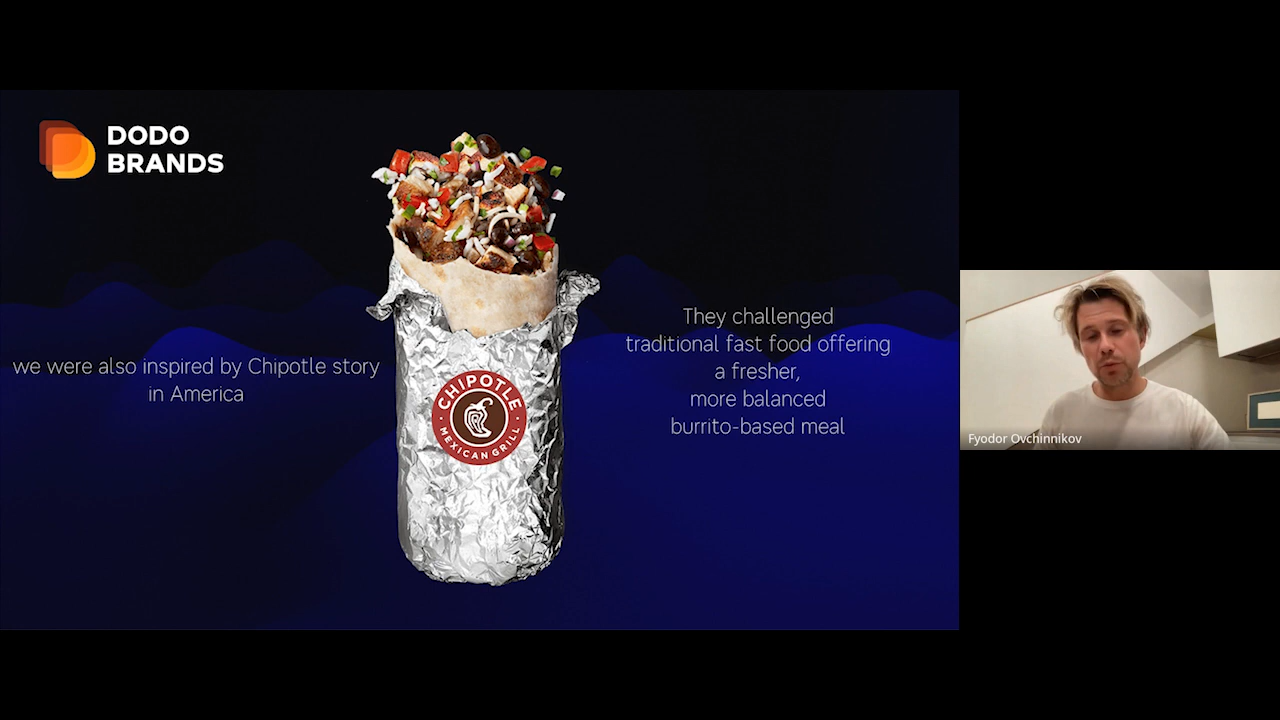 DODO
BRANDS
we were also inspired by Chipotle story
in America
CHIPOTLE
MEXICAN GRILL
They challenged
traditional fast food offering
a fresher,
more balanced
burrito-based meal
Fyodor Ovchinnikov